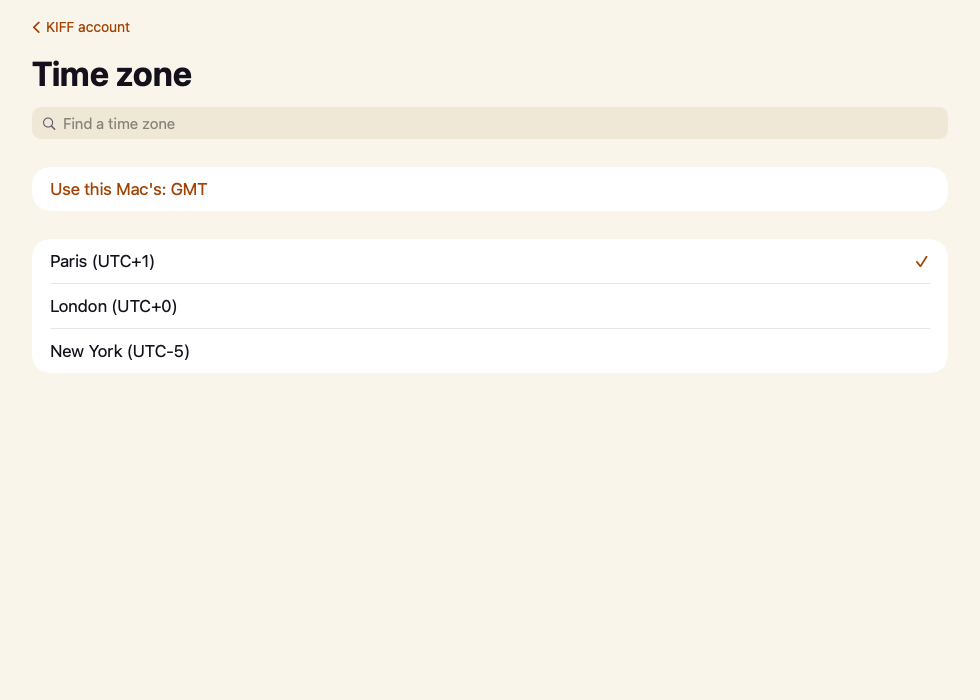 KIFF account
Time zone
Find a time zone
Use this Mac's: GMT
Paris (UTC+1)
London (UTC+0)
New York (UTC-5)